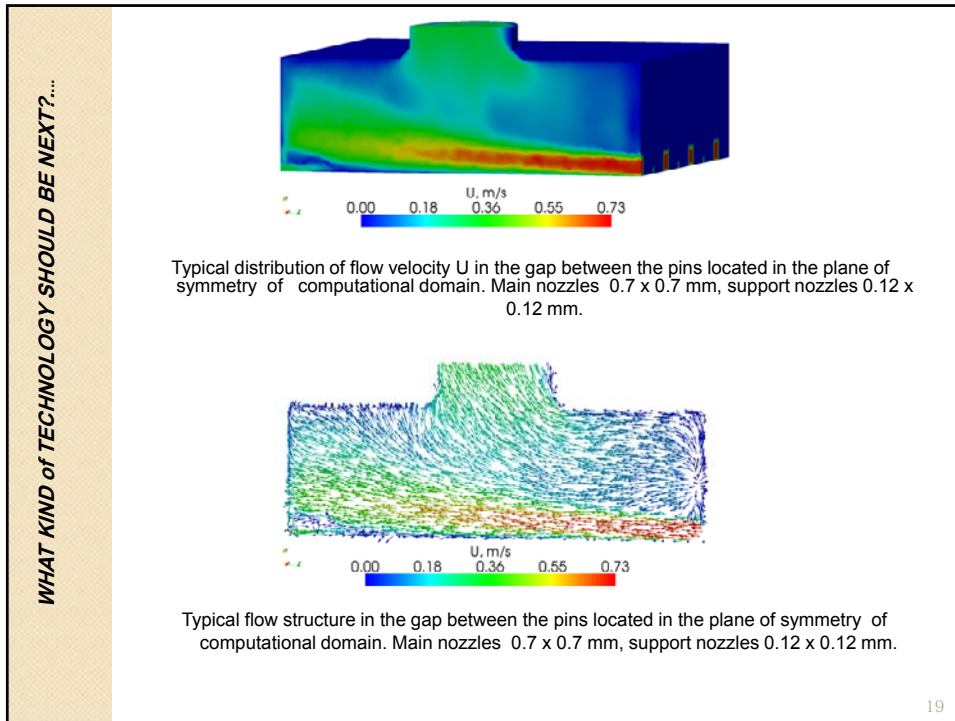 WHAT KIND of TECHNOLOGY SHOULD BE NEXT?....
U, m/s
0.00 0.18 0.36 0.55 0.73
Typical distribution of flow velocity U in the gap between the pins located in the plane of
symmetry of computational domain. Main nozzles 0.7 x 0.7 mm, support nozzles 0.12 x
0.12 mm.
U, m/s
0.00 0.18 0.36 0.55 0.73
Typical flow structure in the gap between the pins located in the plane of symmetry of
computational domain. Main nozzles 0.7 x 0.7 mm, support nozzles 0.12 x 0.12 mm.
19